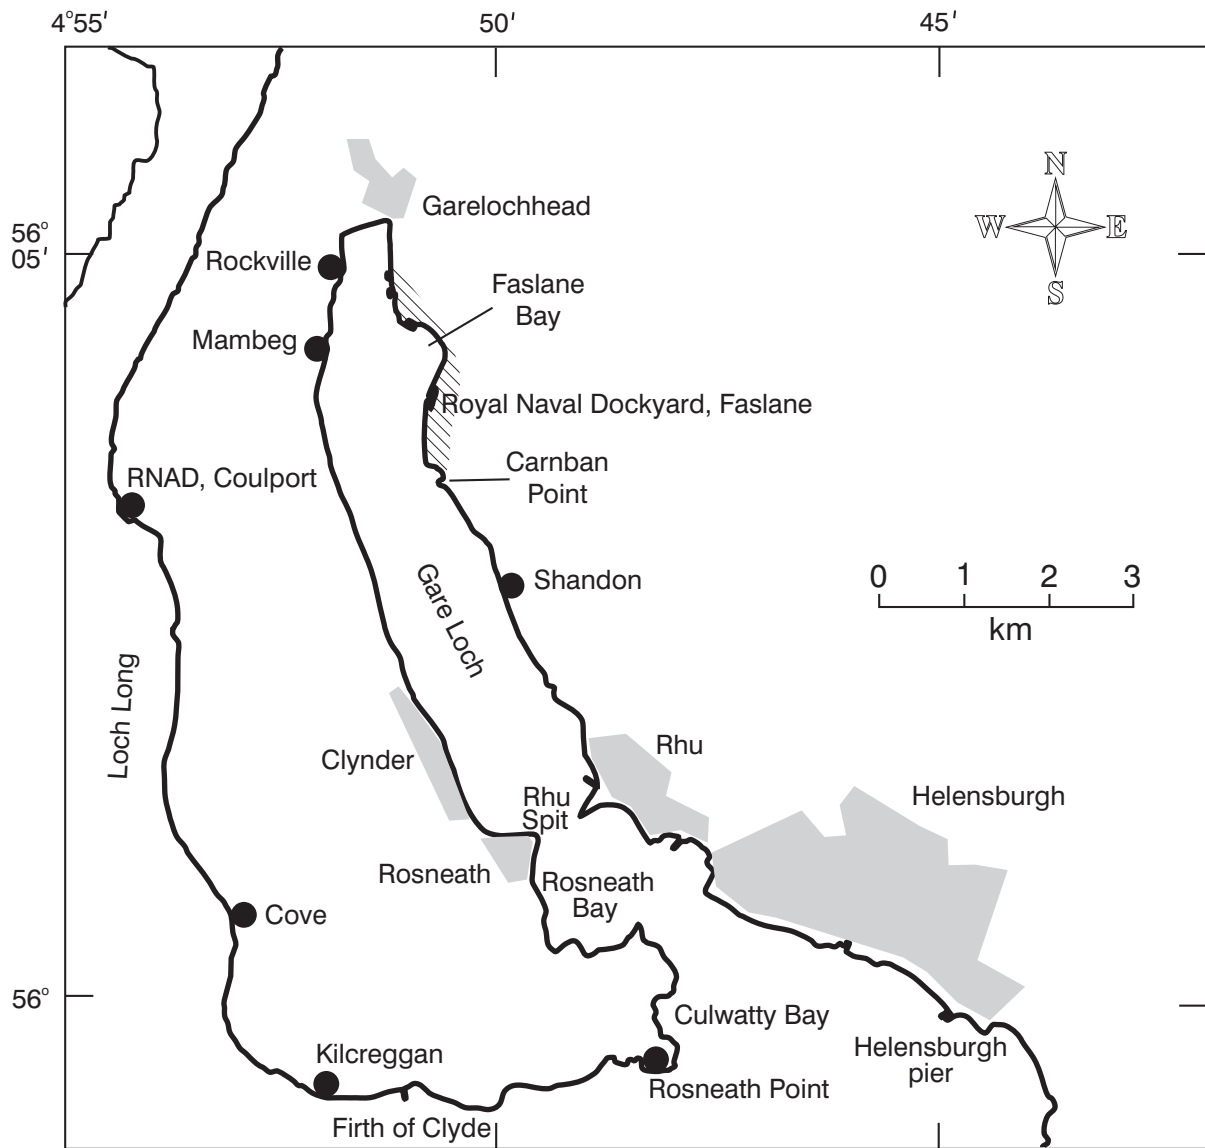 4°55' 50' 45'
N
W E
S
Garelochhead
56°
05'
Rockville
Faslane
Bay
Mambeg
Royal Naval Dockyard, Faslane
Carnban
Point
RNAD, Coulport
0 1 2 3
km
Shandon
Gare Loch
Loch Long
Clynder
Rhu
Rhu
Spit
Helensburgh
Rosneath
Rosneath
Bay
Cove
56°
Culwatty Bay
Kilcreggan
Helensburgh
pier
Rosneath Point
Firth of Clyde